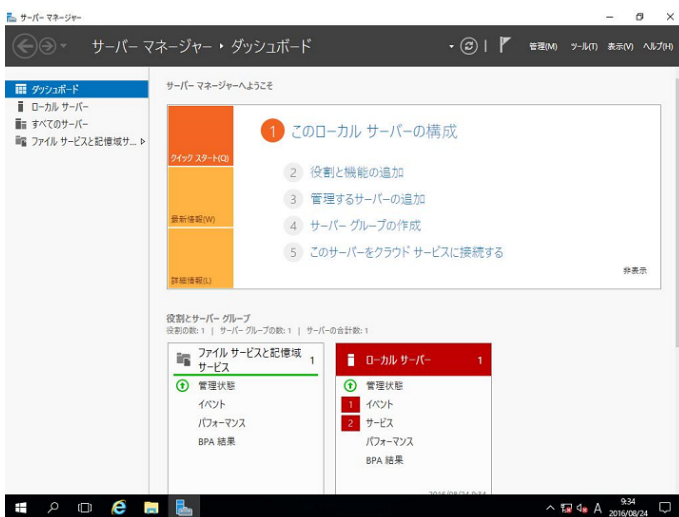 サーバー マネージャー
サーバー マネージャー・ダッシュボード
管理(M) ツール(T) 表示(V) ヘルプ(H)
ダッシュボード
ローカル サーバー
すべてのサーバー
ファイル サービスと記憶域サ...
サーバー マネージャーへようこそ
クイック スタート(Q)
最新情報(W)
詳細情報(L)
1 このローカル サーバーの構成
2 役割と機能の追加
3 管理するサーバーの追加
4 サーバー グループの作成
5 このサーバーをクラウド サービスに接続する
非表示
役割とサーバー グループ
役割の数: 1 | サーバー グループの数: 1 | サーバーの合計数: 1
ファイル サービスと記憶域
サービス
1
管理状態
イベント
パフォーマンス
BPA 結果
ローカル サーバー 1
管理状態
1 イベント
2 サービス
パフォーマンス
BPA 結果
2016/08/24 9:34
A
9:34
2016/08/24